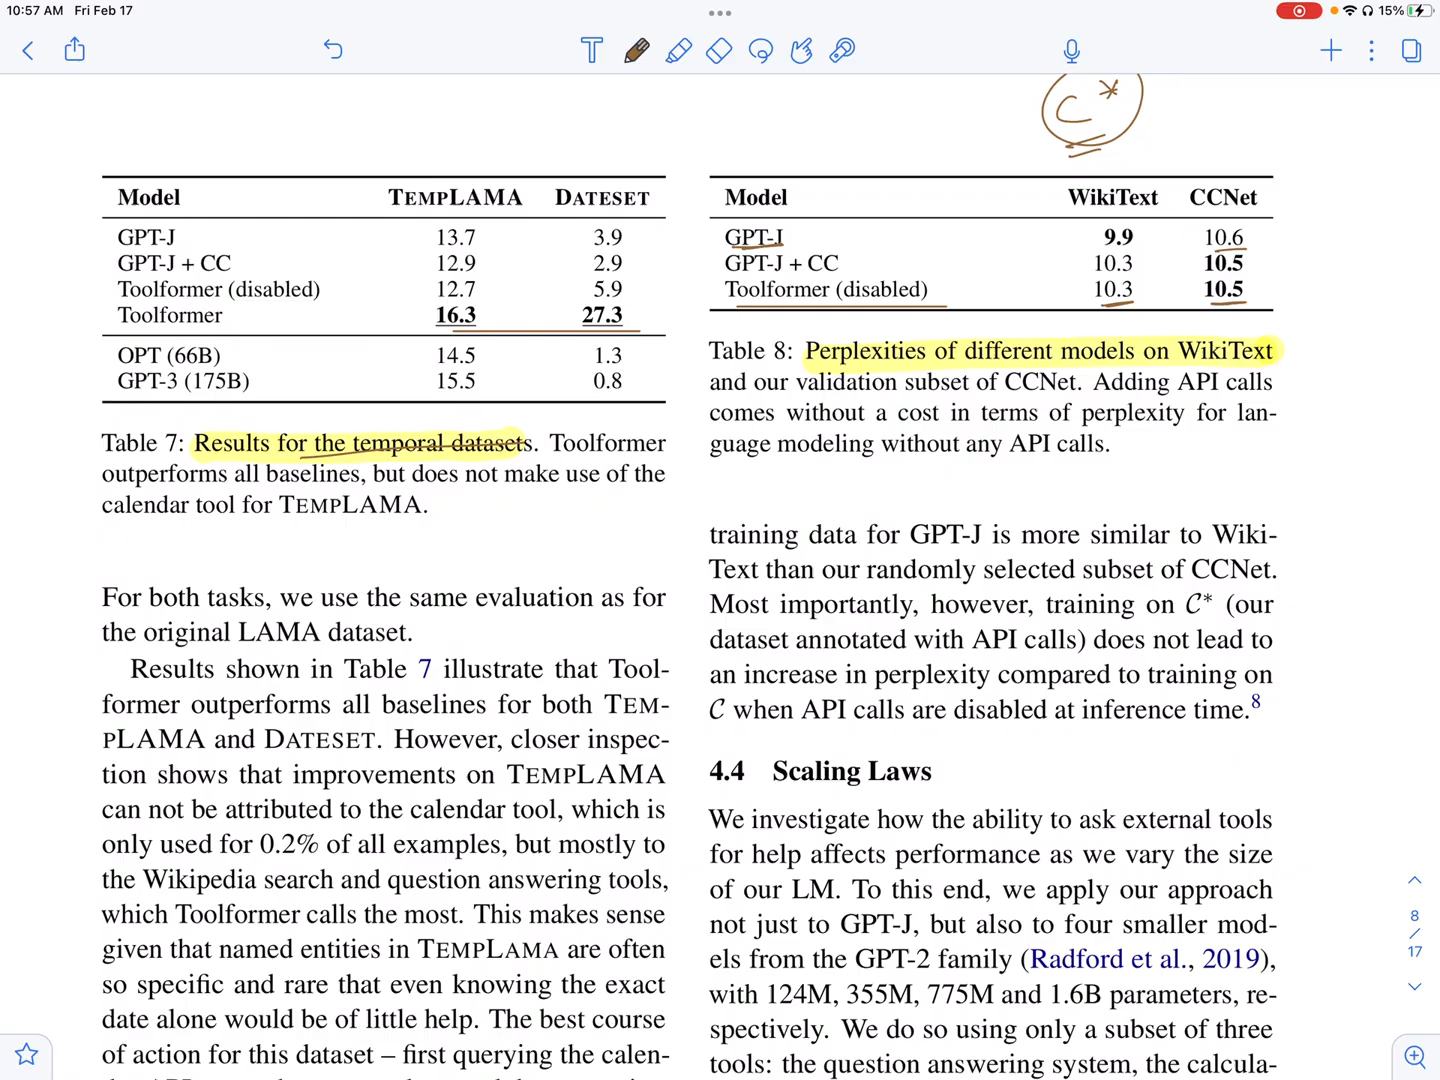 10:57 AM Fri Feb 17
15%
C*
Model TEMPLAMA DATESET
GPT-J 13.7 3.9
GPT-J + CC 12.9 2.9
Toolformer (disabled) 12.7 5.9
Toolformer 16.3 27.3
OPT (66B) 14.5 1.3
GPT-3 (175B) 15.5 0.8
Table 7: Results for the temporal datasets. Toolformer
outperforms all baselines, but does not make use of the
calendar tool for TEMPLAMA.
For both tasks, we use the same evaluation as for
the original LAMA dataset.
Results shown in Table 7 illustrate that Tool-
former outperforms all baselines for both TEM-
PLAMA and DATESET. However, closer inspec-
tion shows that improvements on TEMPLAMA
can not be attributed to the calendar tool, which is
only used for 0.2% of all examples, but mostly to
the Wikipedia search and question answering tools,
which Toolformer calls the most. This makes sense
given that named entities in TEMPLAMA are often
so specific and rare that even knowing the exact
date alone would be of little help. The best course
of action for this dataset – first querying the calen-
Model WikiText CCNet
GPT-J 9.9 10.6
GPT-J + CC 10.3 10.5
Toolformer (disabled) 10.3 10.5
Table 8: Perplexities of different models on WikiText
and our validation subset of CCNet. Adding API calls
comes without a cost in terms of perplexity for lan-
guage modeling without any API calls.
training data for GPT-J is more similar to Wiki-
Text than our randomly selected subset of CCNet.
Most importantly, however, training on C* (our
dataset annotated with API calls) does not lead to
an increase in perplexity compared to training on
C when API calls are disabled at inference time.8
4.4 Scaling Laws
We investigate how the ability to ask external tools
for help affects performance as we vary the size
of our LM. To this end, we apply our approach
not just to GPT-J, but also to four smaller mod-
els from the GPT-2 family (Radford et al., 2019),
with 124M, 355M, 775M and 1.6B parameters, re-
spectively. We do so using only a subset of three
tools: the question answering system, the calcula-
8
/
17